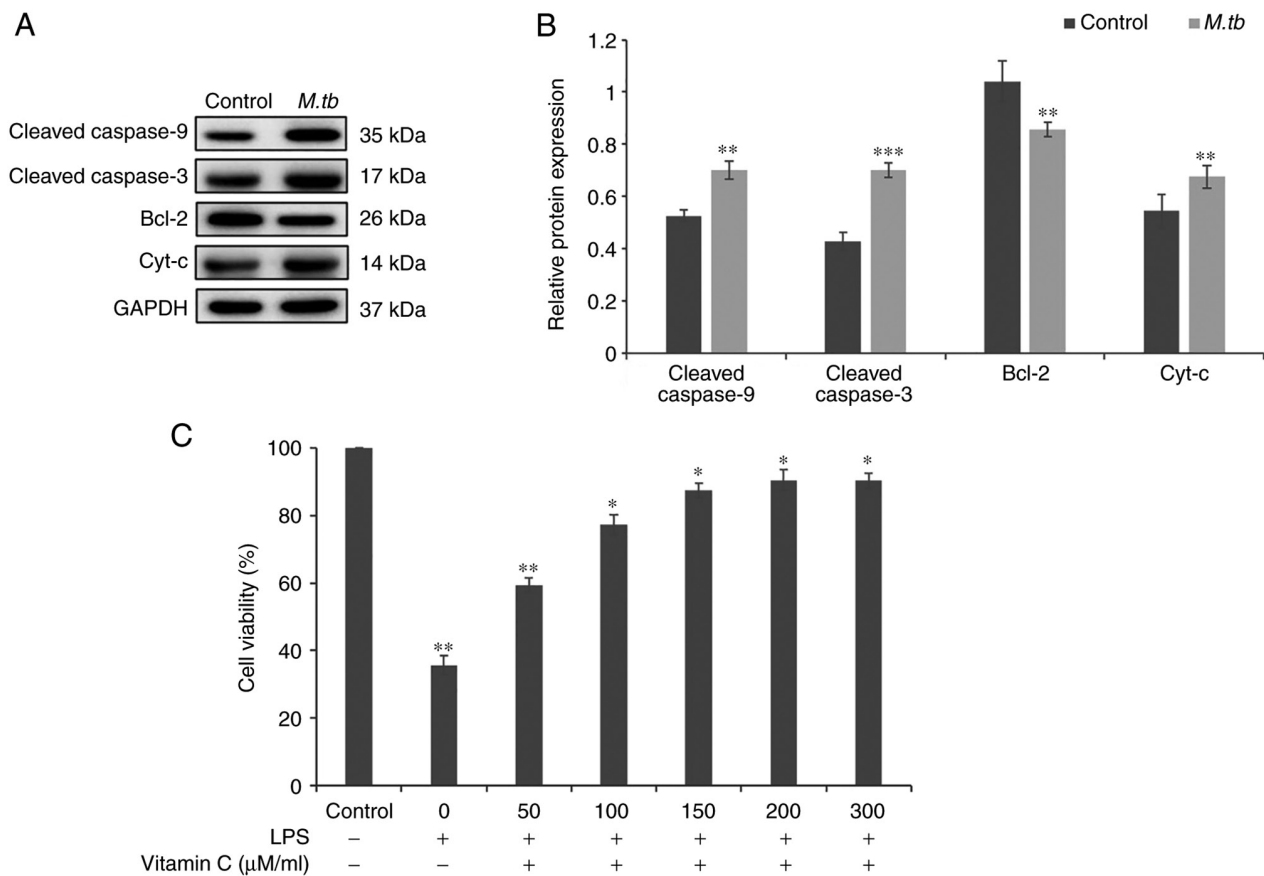 A
Control M.tb
Cleaved caspase-9 35 kDa
Cleaved caspase-3 17 kDa
Bcl-2 26 kDa
Cyt-c 14 kDa
GAPDH 37 kDa
B
Control M.tb
Relative protein expression
1.2
1
0.8
0.6
0.4
0.2
0
** *** ** **
Cleaved caspase-9
Cleaved caspase-3
Bcl-2
Cyt-c
C
Cell viability (%)
100
80
60
40
20
0
** ** * * * *
Control 0 50 100 150 200 300
LPS – + + + + + +
Vitamin C (μM/ml) – – + + + + +